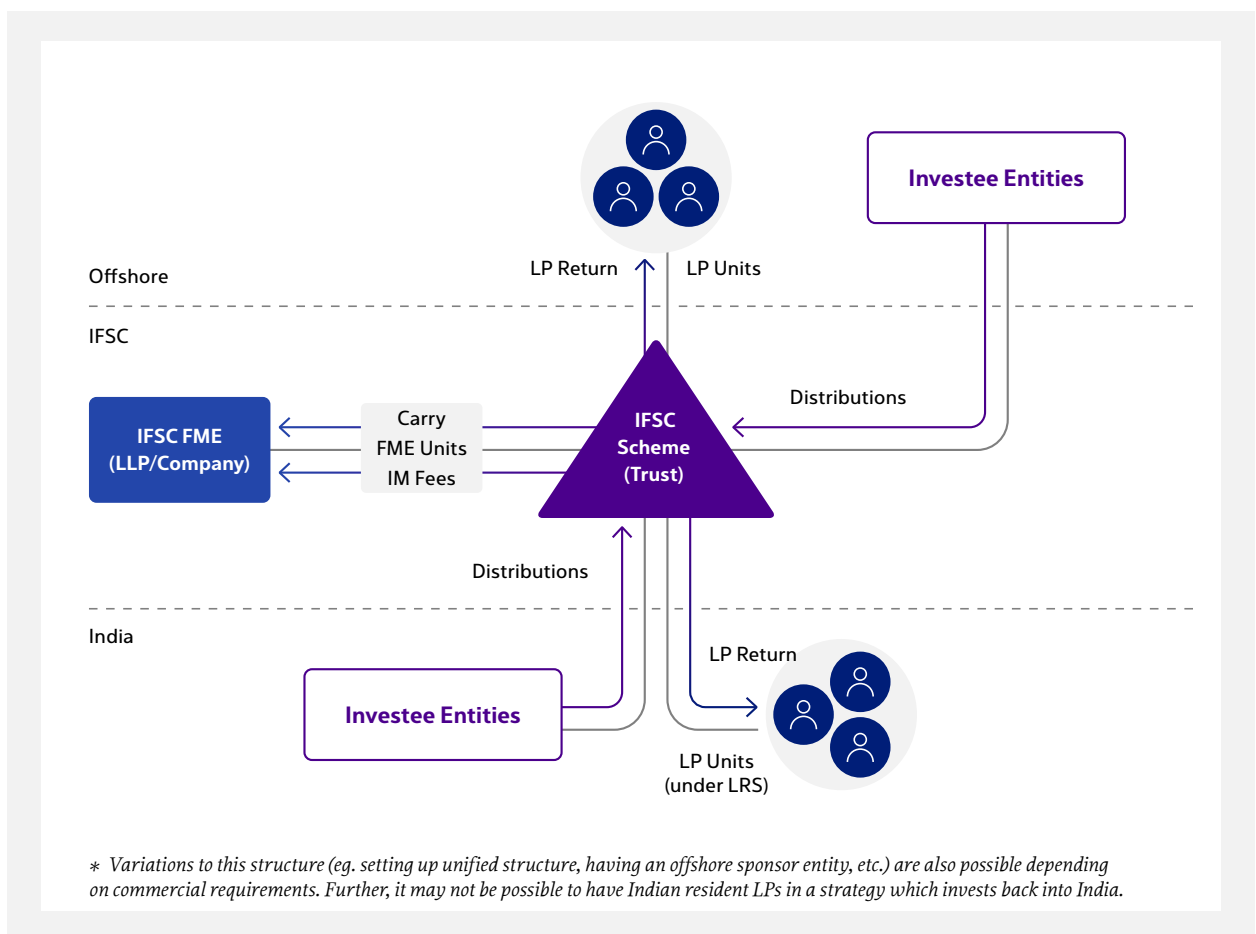 Investee Entities
LP Return
LP Units
Offshore
IFSC
Distributions
IFSC FME
(LLP/Company)
Carry
FME Units
IM Fees
IFSC
Scheme
(Trust)
Distributions
India
LP Return
Investee Entities
LP Units
(under LRS)
* Variations to this structure (eg. setting up unified structure, having an offshore sponsor entity, etc.) are also possible depending
on commercial requirements. Further, it may not be possible to have Indian resident LPs in a strategy which invests back into India.